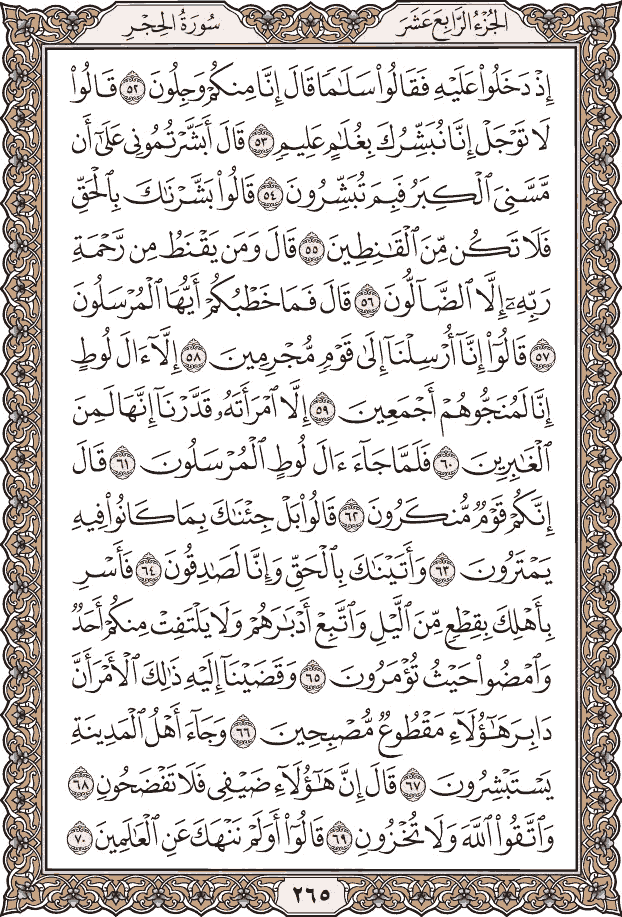 الجُزْءُ الرَّابِعَ عَشَرَ
سُورَةُ الحِجْرِ
إِذْ دَخَلُوا۟ عَلَيْهِ فَقَالُوا۟ سَلَٰمًا قَالَ إِنَّا مِنكُمْ وَجِلُونَ ٥٢ قَالُوا۟
لَا تَوْجَلْ إِنَّا نُبَشِّرُكَ بِغُلَٰمٍ عَلِيمٍ ٥٣ قَالَ أَبَشَّرْتُمُونِى عَلَىٰٓ أَن
مَّسَّنِىَ ٱلْكِبَرُ فَبِمَ تُبَشِّرُونَ ٥٤ قَالُوا۟ بَشَّرْنَٰكَ بِٱلْحَقِّ
فَلَا تَكُن مِّنَ ٱلْقَٰنِطِينَ ٥٥ قَالَ وَمَن يَقْنَطُ مِن رَّحْمَةِ
رَبِّهِۦٓ إِلَّا ٱلضَّآلُّونَ ٥٦ قَالَ فَمَا خَطْبُكُمْ أَيُّهَا ٱلْمُرْسَلُونَ
٥٧ قَالُوٓا۟ إِنَّآ أُرْسِلْنَآ إِلَىٰ قَوْمٍ مُّجْرِمِينَ ٥٨ إِلَّآ ءَالَ لُوطٍ
إِنَّا لَمُنَجُّوهُمْ أَجْمَعِينَ ٥٩ إِلَّا ٱمْرَأَتَهُۥ قَدَّرْنَآ إِنَّهَا لَمِنَ
ٱلْغَٰبِرِينَ ٦٠ فَلَمَّا جَآءَ ءَالَ لُوطٍ ٱلْمُرْسَلُونَ ٦١ قَالَ
إِنَّكُمْ قَوْمٌ مُّنكَرُونَ ٦٢ قَالُوا۟ بَلْ جِئْنَٰكَ بِمَا كَانُوا۟ فِيهِ
يَمْتَرُونَ ٦٣ وَأَتَيْنَٰكَ بِٱلْحَقِّ وَإِنَّا لَصَٰدِقُونَ ٦٤ فَأَسْرِ
بِأَهْلِكَ بِقِطْعٍ مِّنَ ٱلَّيْلِ وَٱتَّبِعْ أَدْبَٰرَهُمْ وَلَا يَلْتَفِتْ مِنكُمْ أَحَدٌ
وَٱمْضُوا۟ حَيْثُ تُؤْمَرُونَ ٦٥ وَقَضَيْنَآ إِلَيْهِ ذَٰلِكَ ٱلْأَمْرَ أَنَّ
دَابِرَ هَٰٓؤُلَآءِ مَقْطُوعٌ مُّصْبِحِينَ ٦٦ وَجَآءَ أَهْلُ ٱلْمَدِينَةِ
يَسْتَبْشِرُونَ ٦٧ قَالَ إِنَّ هَٰٓؤُلَآءِ ضَيْفِى فَلَا تَفْضَحُونِ ٦٨
وَٱتَّقُوا۟ ٱللَّهَ وَلَا تُخْزُونِ ٦٩ قَالُوٓا۟ أَوَلَمْ نَنْهَكَ عَنِ ٱلْعَٰلَمِينَ ٧٠
٢٦٥